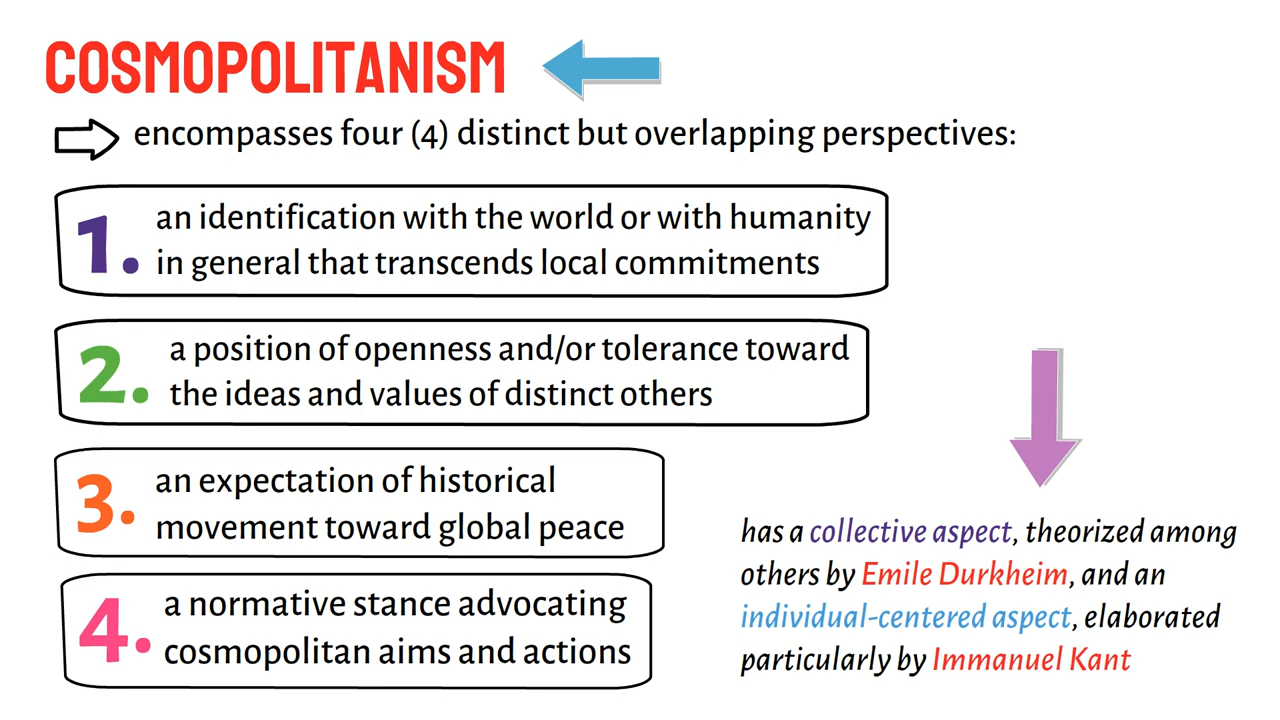 COSMOPOLITANISM
encompasses four (4) distinct but overlapping perspectives:
1. an identification with the world or with humanity
in general that transcends local commitments
2. a position of openness and/or tolerance toward
the ideas and values of distinct others
3. an expectation of historical
movement toward global peace
4. a normative stance advocating
cosmopolitan aims and actions
has a collective aspect, theorized among
others by Emile Durkheim, and an
individual-centered aspect, elaborated
particularly by Immanuel Kant